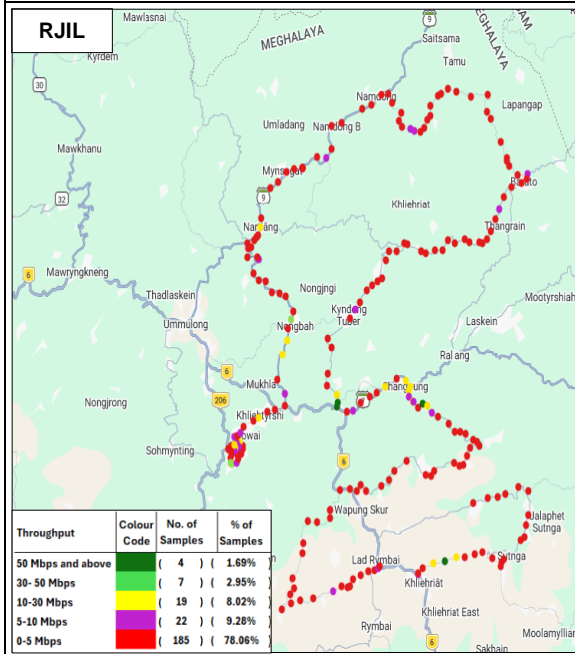 RJIL
Mawlasnai
Kyrdem
MEGHALAYA
9
Saitsama
MEGHALAYA
Tamu
30
Namdong
Lapangap
Umladang
Namdong B
Mawkhanu
Mynsngat
32
9
Khliehriat
Thangrain
6
Mawryngkneng
Nongjngi
Mootyrshiah
Thadlaskein
Kyndong
Tuber
Ummulong
Nongbah
Laskein
Ralang
6
Mukhla
206
Nongjrong
Khliehtyrshi
Jowai
Sohmynting
6
Wapung Skur
Jalaphet
Sutnga
Sutnga
Lad Rymbai
Khliehriat
Khliehriat East
Rymbai
6
Moolamylliang
Sakhain
Throughput Colour Code No. of Samples % of Samples
50 Mbps and above ( 4 ) ( 1.69% )
30- 50 Mbps ( 7 ) ( 2.95% )
10-30 Mbps ( 19 ) ( 8.02% )
5-10 Mbps ( 22 ) ( 9.28% )
0-5 Mbps ( 185 ) ( 78.06% )